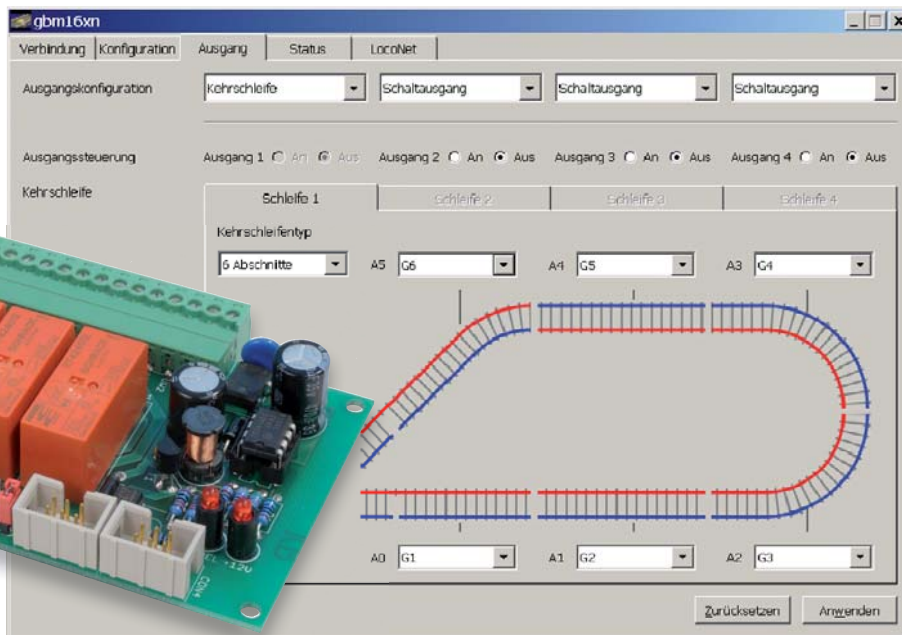 gbm16xn
Verbindung Konfiguration Ausgang Status LocoNet
Ausgangskonfiguration Kehrschleife Schaltausgang Schaltausgang Schaltausgang
Ausgangssteuerung Ausgang 1 An Aus Ausgang 2 An Aus Ausgang 3 An Aus Ausgang 4 An Aus
Kehrschleife Schleife 1 Schleife 2 Schleife 3 Schleife 4
Kehrschleifentyp
6 Abschnitte A5 G6 A4 G5 A3 G4
A0 G1 A1 G2 A2 G3
+12V
CON4
Zurücksetzen Anwenden